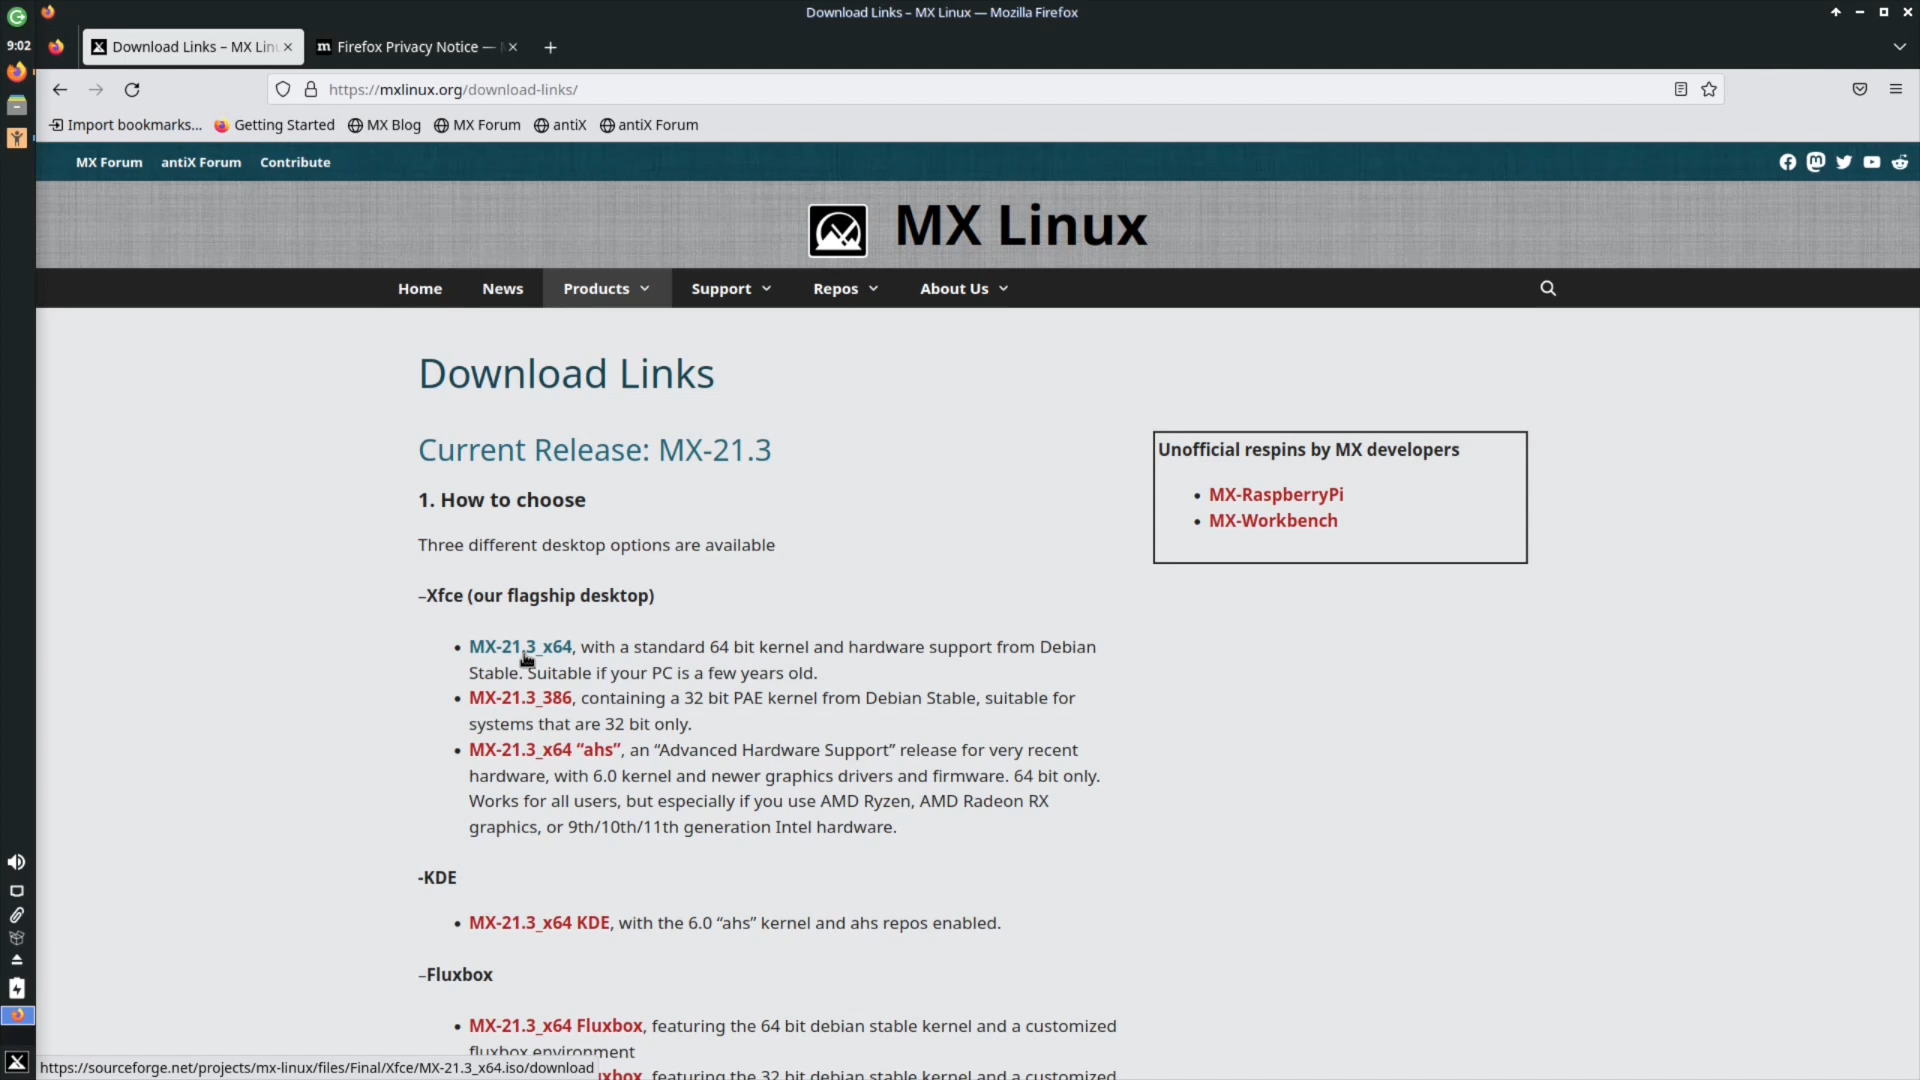 Download Links – MX Linux — Mozilla Firefox
9:02
Download Links – MX Lin
Firefox Privacy Notice —
https://mxlinux.org/download-links/
Import bookmarks... Getting Started MX Blog MX Forum antiX antiX Forum
MX Forum antiX Forum Contribute
MX Linux
Home News Products Support Repos About Us
Download Links
Current Release: MX-21.3
1. How to choose
Three different desktop options are available
–Xfce (our flagship desktop)
• MX-21.3_x64, with a standard 64 bit kernel and hardware support from Debian
Stable. Suitable if your PC is a few years old.
• MX-21.3_386, containing a 32 bit PAE kernel from Debian Stable, suitable for
systems that are 32 bit only.
• MX-21.3_x64 “ahs”, an “Advanced Hardware Support” release for very recent
hardware, with 6.0 kernel and newer graphics drivers and firmware. 64 bit only.
Works for all users, but especially if you use AMD Ryzen, AMD Radeon RX
graphics, or 9th/10th/11th generation Intel hardware.
-KDE
• MX-21.3_x64 KDE, with the 6.0 “ahs” kernel and ahs repos enabled.
–Fluxbox
• MX-21.3_x64 Fluxbox, featuring the 64 bit debian stable kernel and a customized
fluxbox environment
xbox, featuring the 32 bit debian stable kernel and a customized
Unofficial respins by MX developers
• MX-RaspberryPi
• MX-Workbench
https://sourceforge.net/projects/mx-linux/files/Final/Xfce/MX-21.3_x64.iso/download